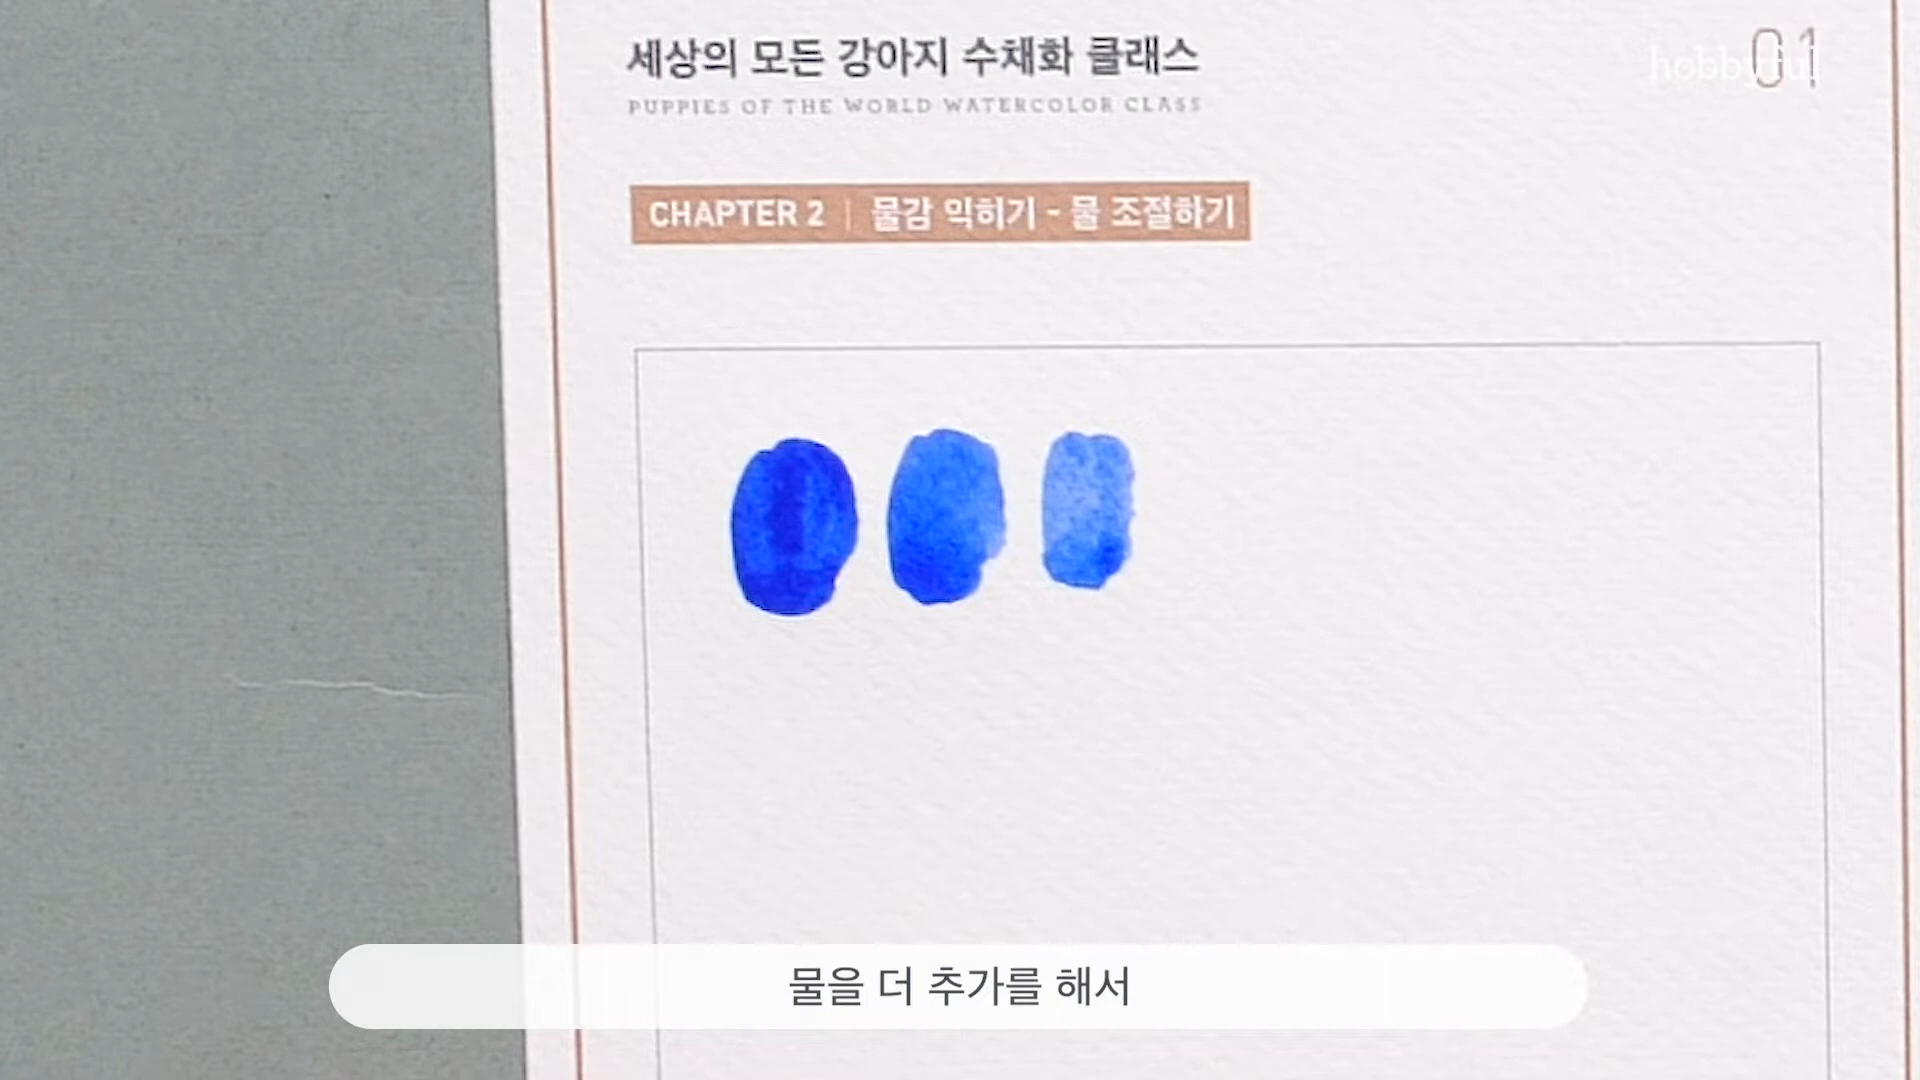 세상의 모든 강아지 수채화 클래스
PUPPIES OF THE WORLD WATERCOLOR CLASS
01
hobbyful
CHAPTER 2 | 물감 익히기 - 물 조절하기
물을 더 추가를 해서